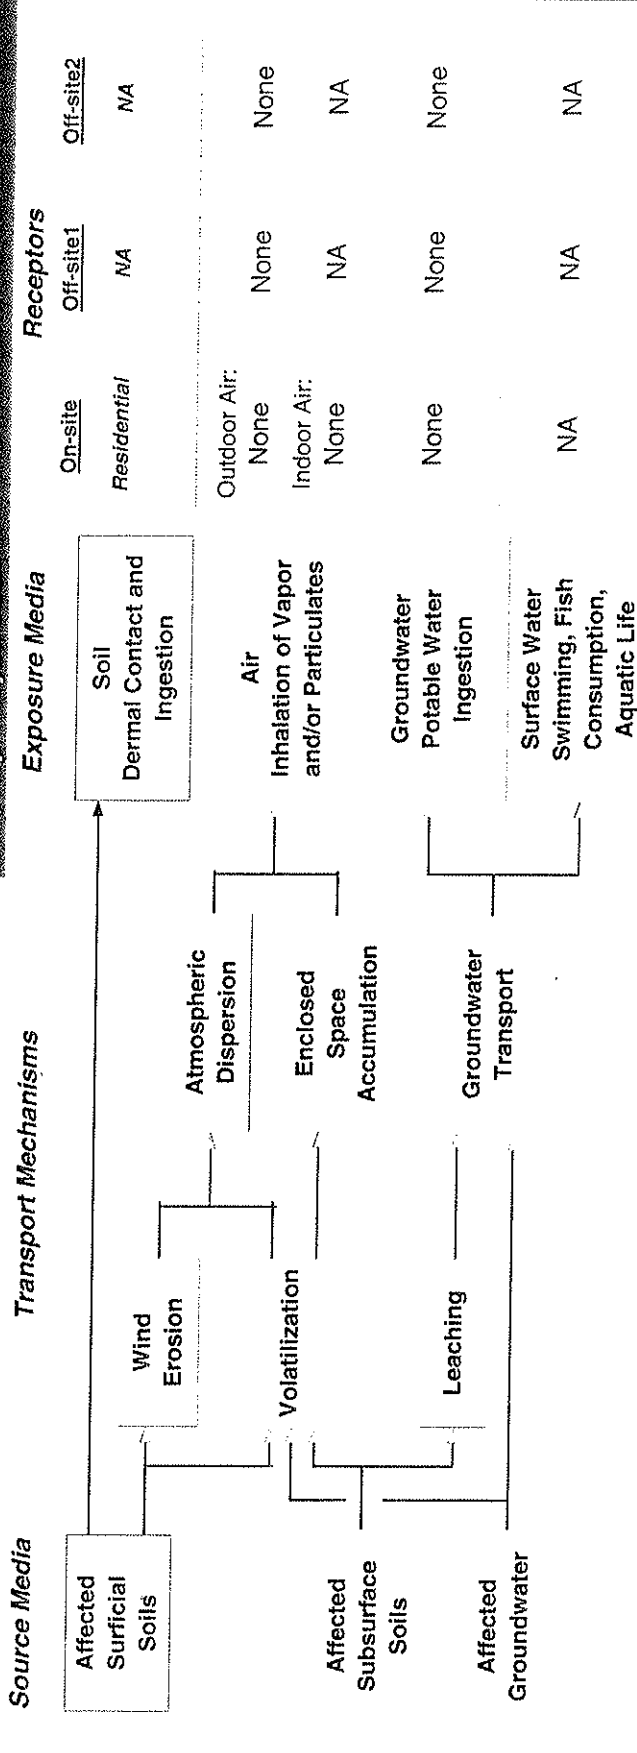 Source Media
Transport Mechanisms
Exposure Media
Receptors
On-site
Off-site1
Off-site2
Affected
Surficial
Soils
Soil
Dermal Contact and
Ingestion
Residential
NA
NA
Wind
Erosion
Atmospheric
Dispersion
Air
Inhalation of Vapor
and/or Particulates
Outdoor Air:
None
None
None
Volatilization
Enclosed
Space
Accumulation
Indoor Air:
None
NA
NA
Affected
Subsurface
Soils
Leaching
Groundwater
Potable Water
Ingestion
None
None
None
Affected
Groundwater
Groundwater
Transport
Surface Water
Swimming, Fish
Consumption,
Aquatic Life
NA
NA
NA